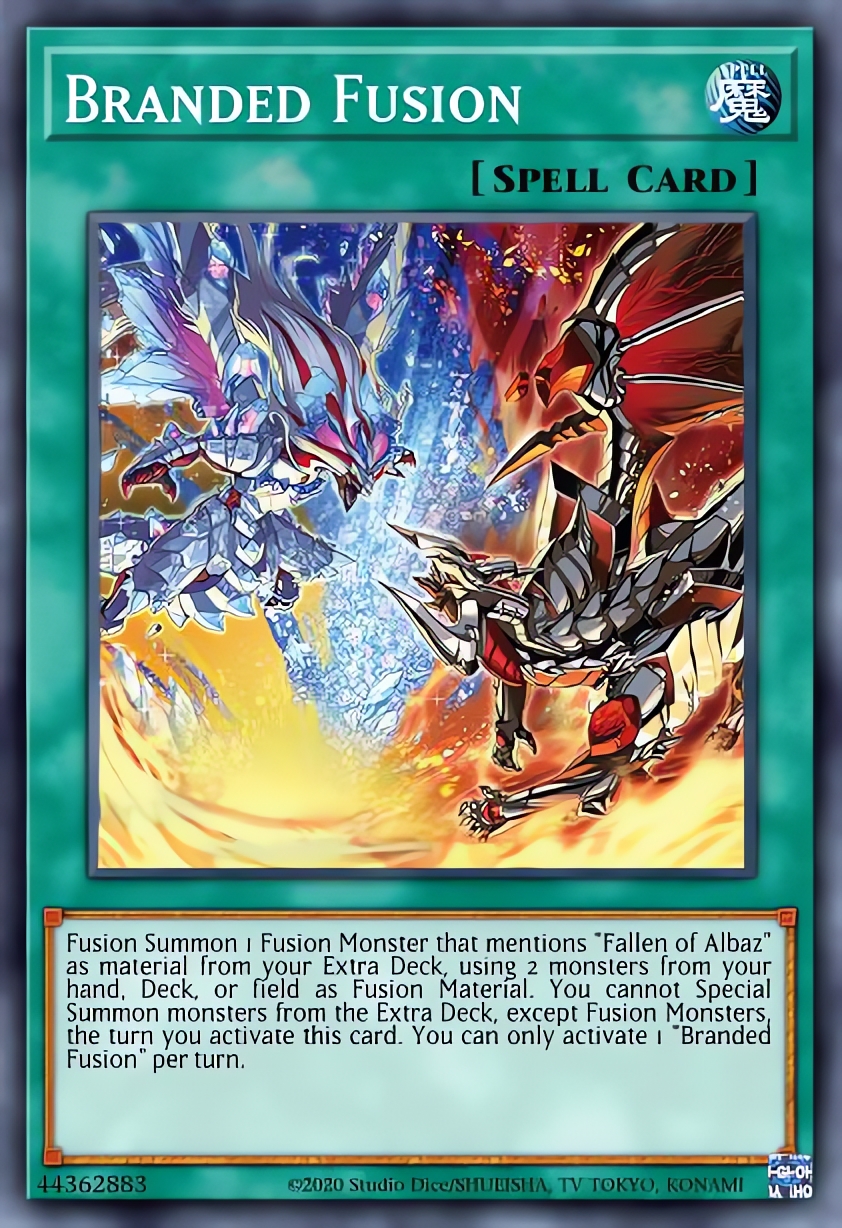 BRANDED FUSION
魔
[SPELL CARD]
Fusion Summon 1 Fusion Monster that mentions "Fallen of Albaz"
as material from your Extra Deck, using 2 monsters from your
hand, Deck, or field as Fusion Material. You cannot Special
Summon monsters from the Extra Deck, except Fusion Monsters,
the turn you activate this card. You can only activate 1 "Branded
Fusion" per turn.
44362883
©2020 Studio Dice/SHUEISHA, TV TOKYO, KONAMI